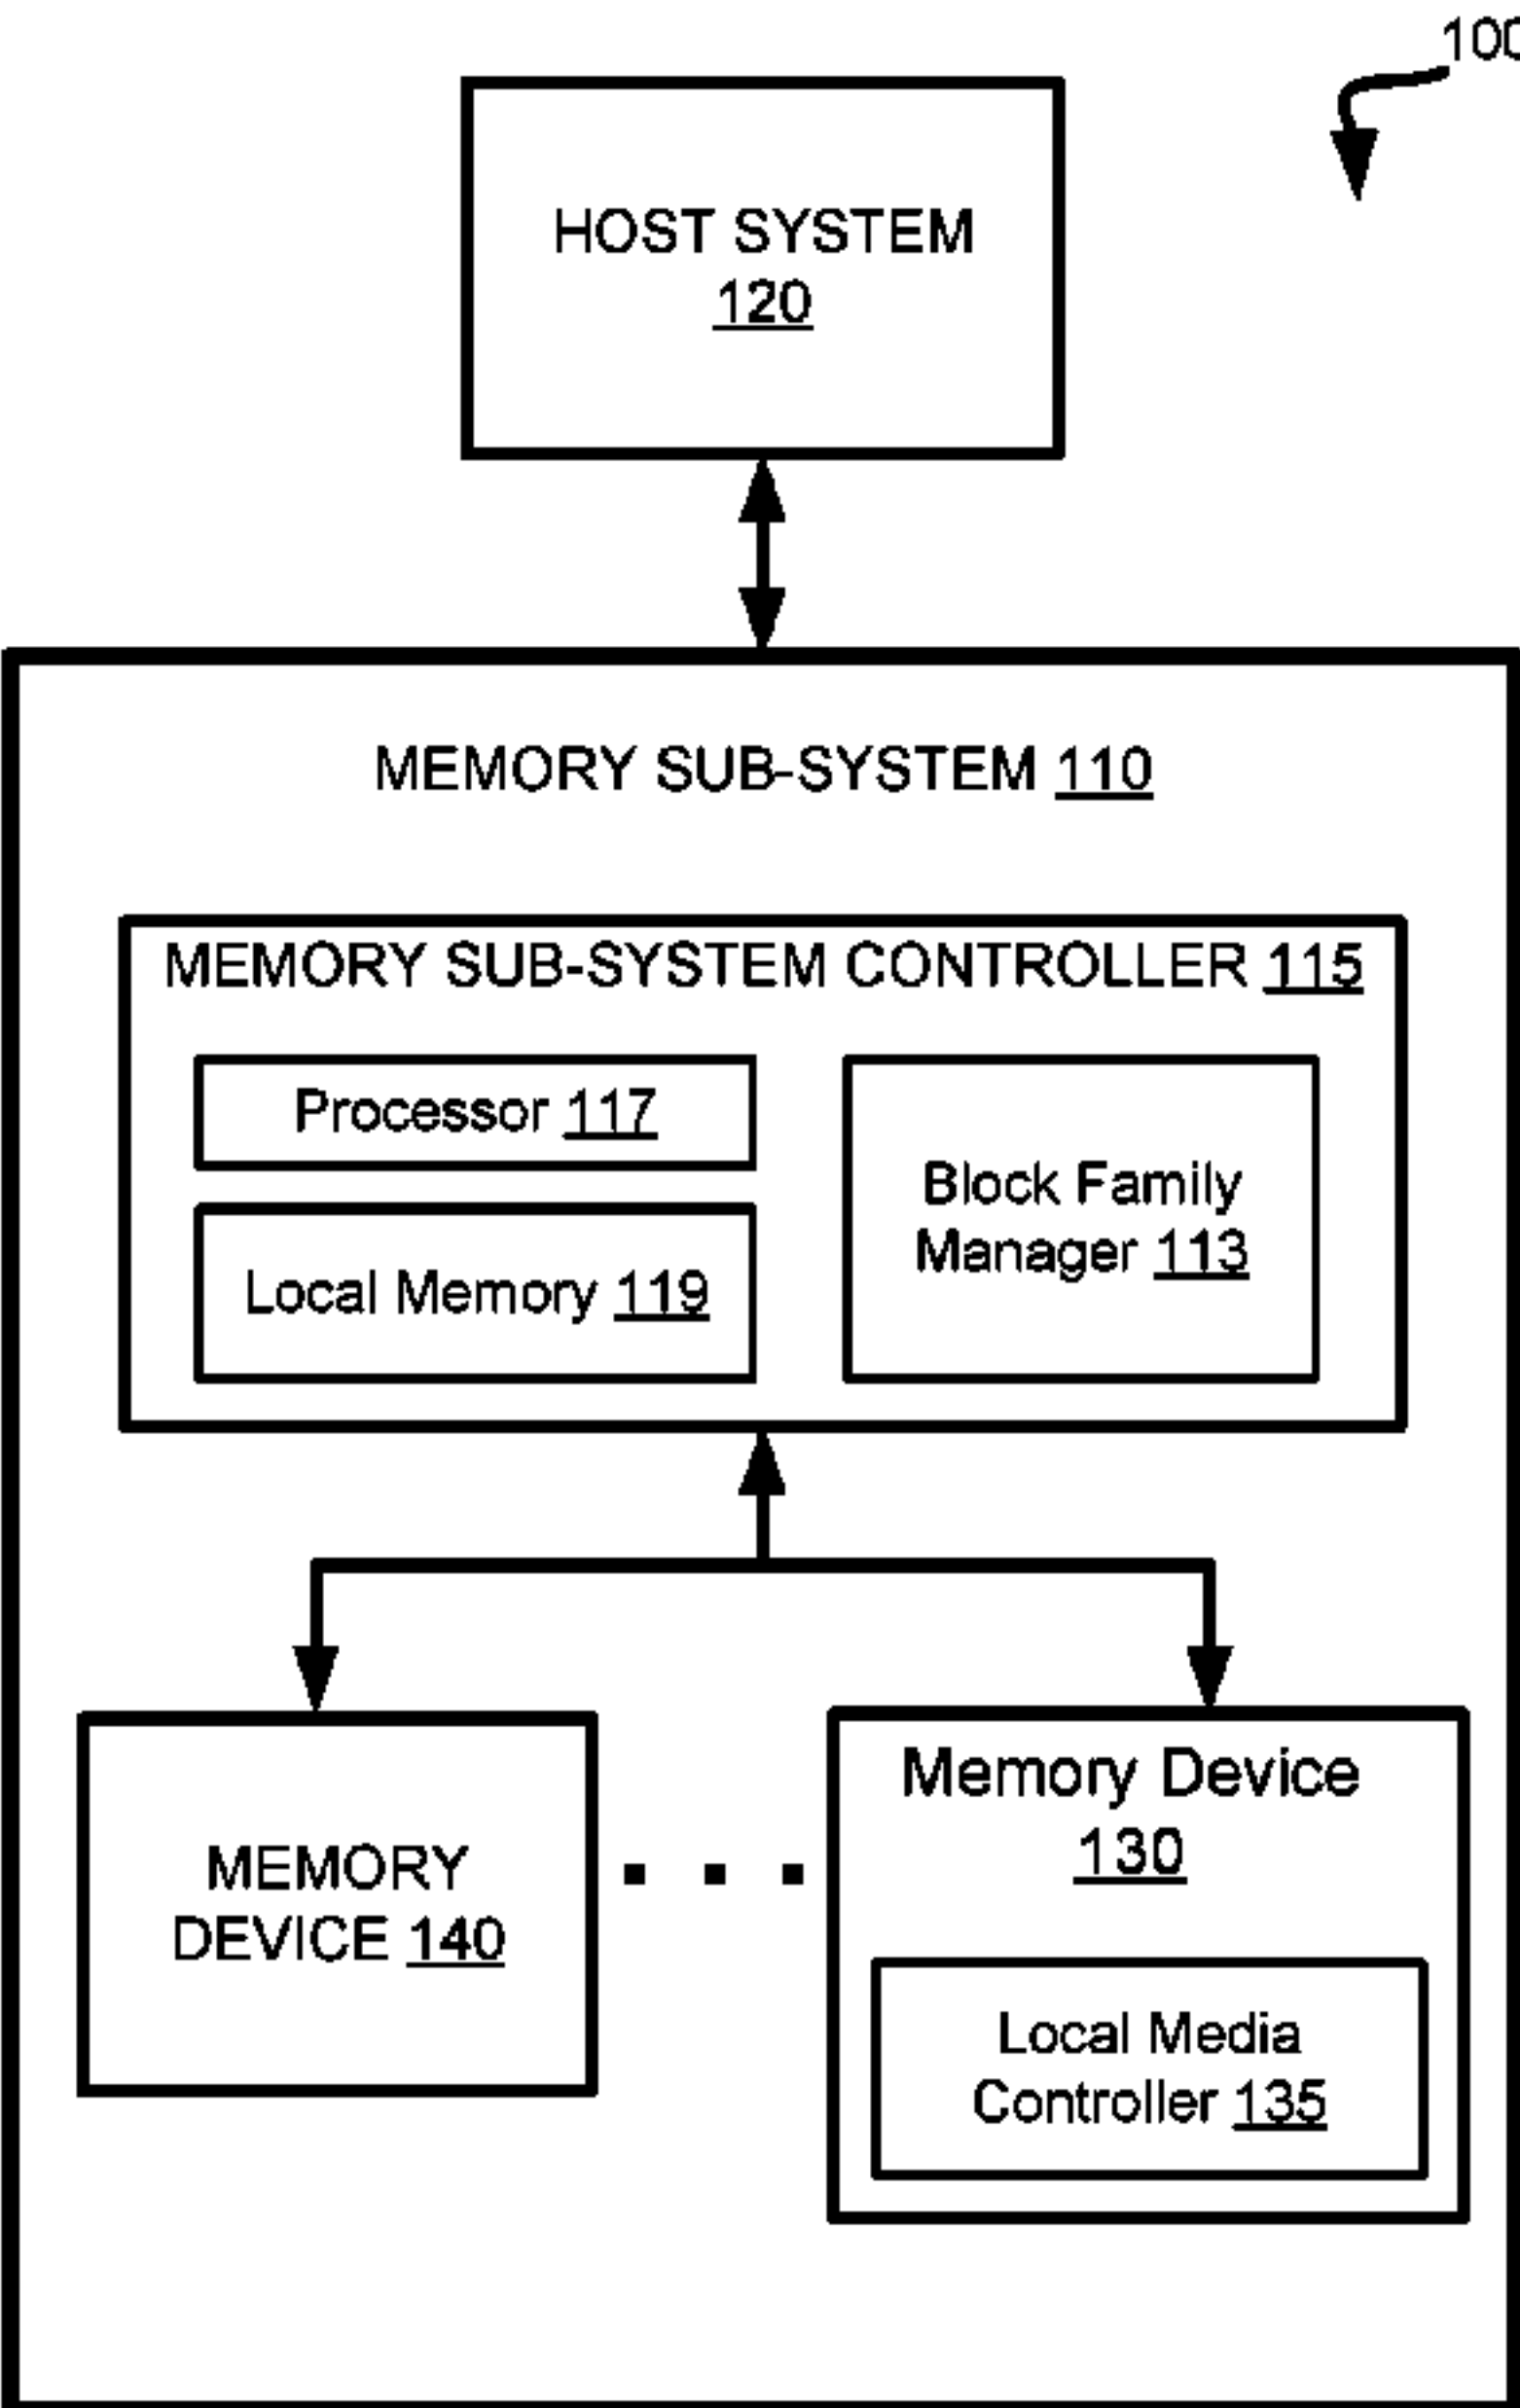 100
HOST SYSTEM
120
MEMORY SUB-SYSTEM 110
MEMORY SUB-SYSTEM CONTROLLER 115
Processor 117
Local Memory 119
Block Family
Manager 113
MEMORY
DEVICE 140
Memory Device
130
Local Media
Controller 135